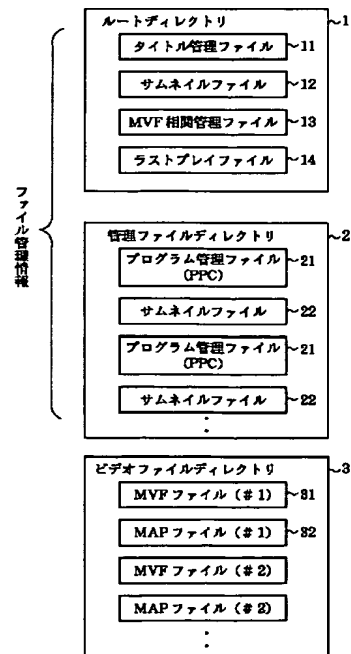 ルートディレクトリ
~1
タイトル管理ファイル
~11
サムネイルファイル
~12
MVF相関管理ファイル
~13
ラストプレイファイル
~14
ファイル管理情報
管理ファイルディレクトリ
~2
プログラム管理ファイル
(PPC)
~21
サムネイルファイル
~22
プログラム管理ファイル
(PPC)
~21
サムネイルファイル
~22
ビデオファイルディレクトリ
~3
MVFファイル(#1)
~31
MAPファイル(#1)
~32
MVFファイル(#2)
MAPファイル(#2)